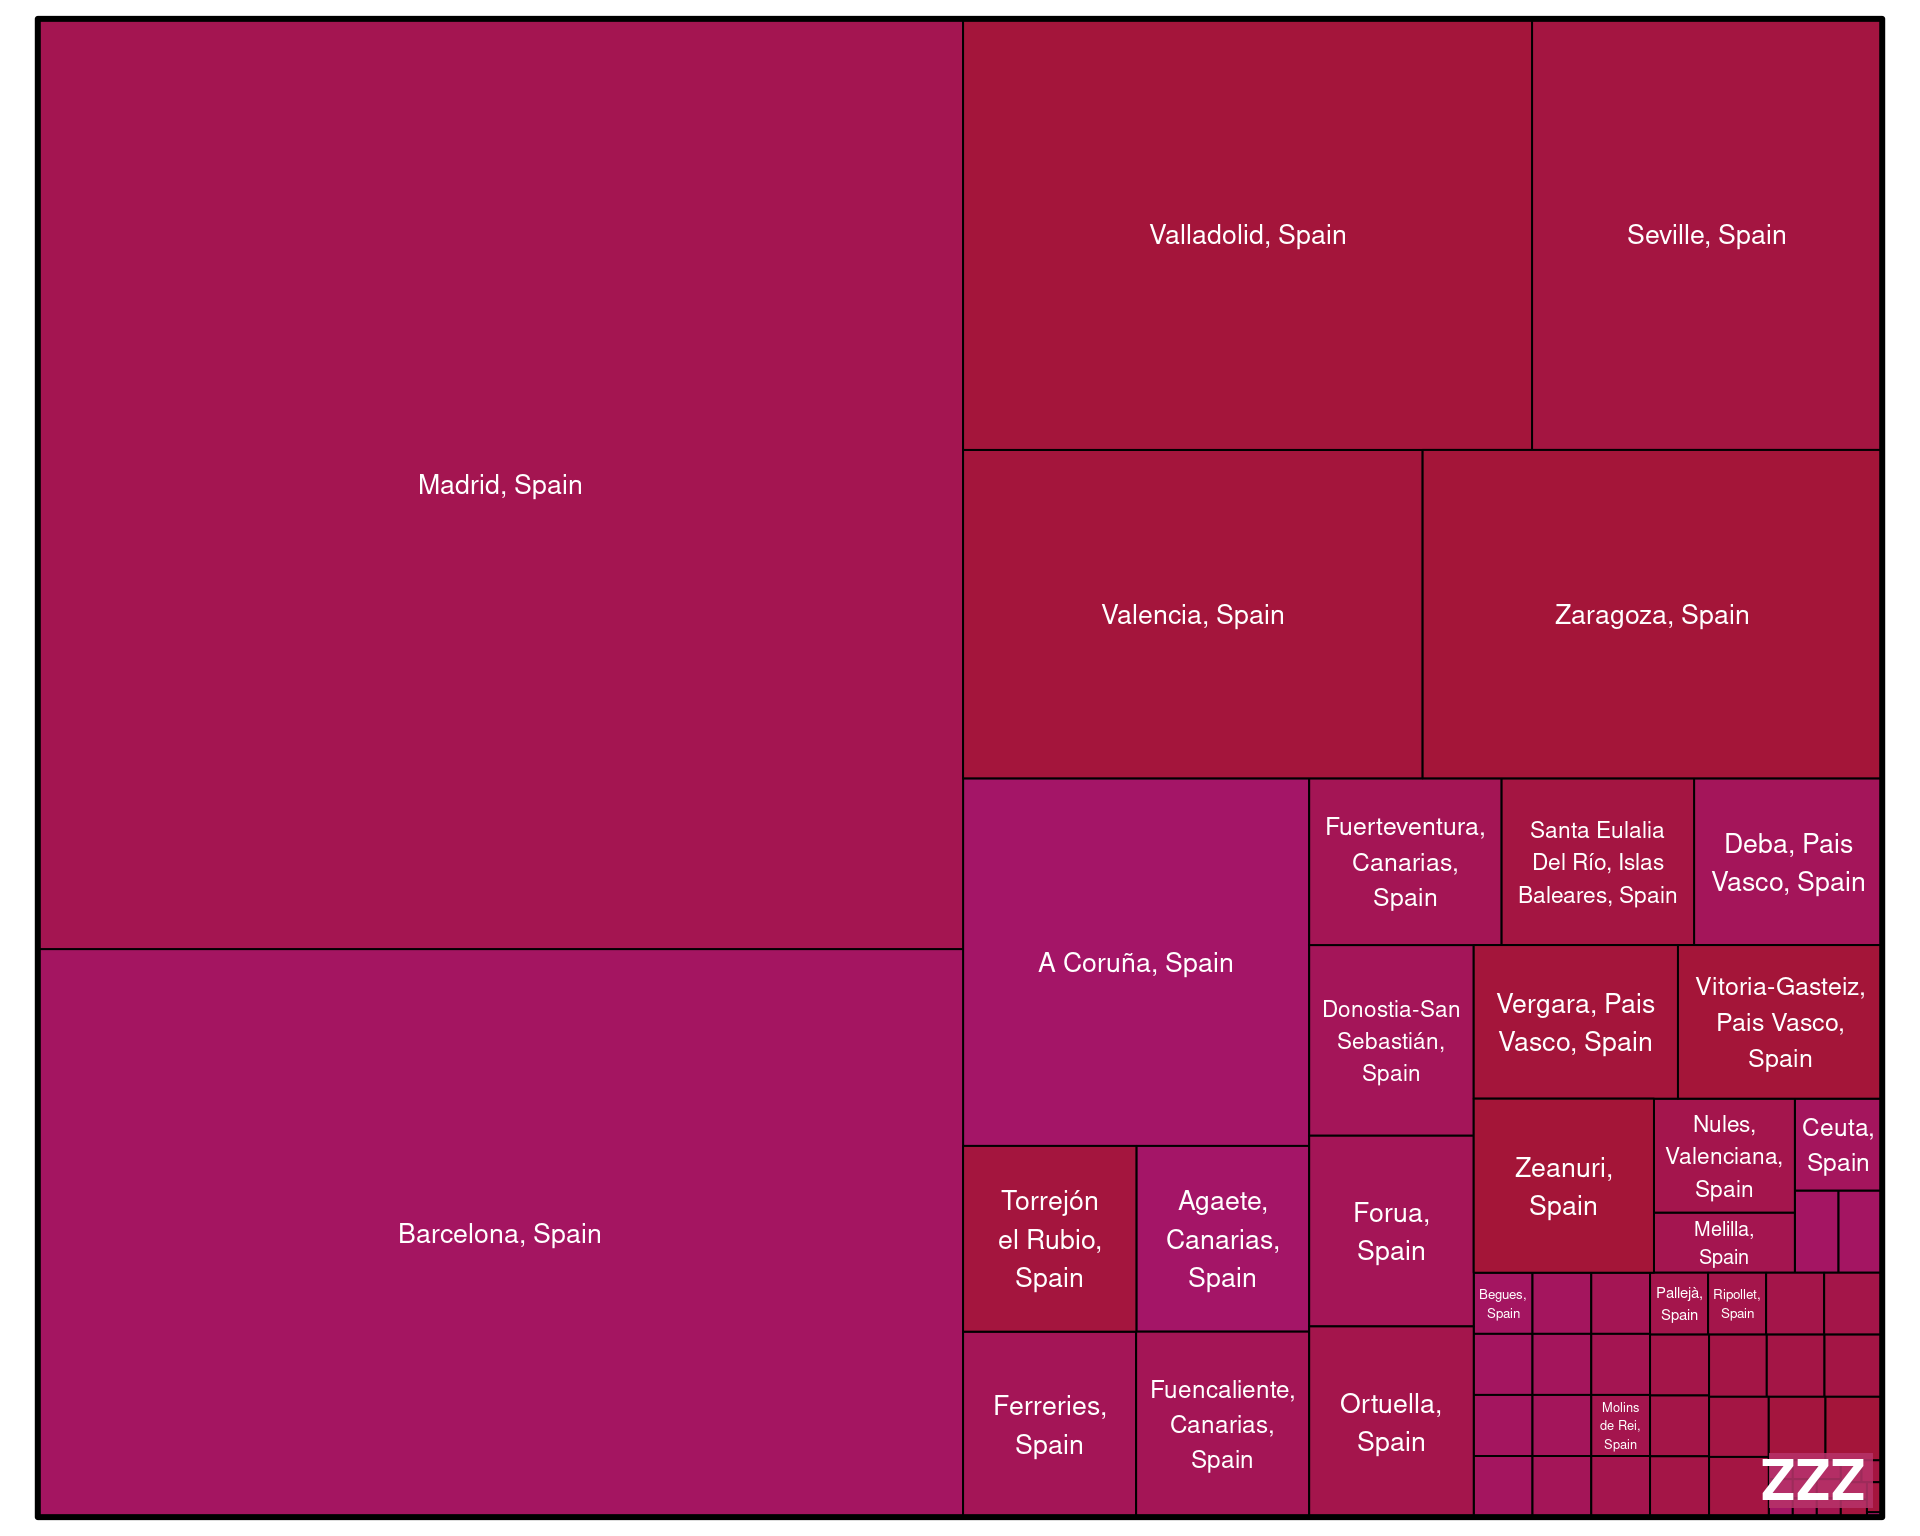 Madrid, Spain
Barcelona, Spain
Valladolid, Spain
Seville, Spain
Valencia, Spain
Zaragoza, Spain
A Coruña, Spain
Fuerteventura,
Canarias,
Spain
Santa Eulalia
Del Río, Islas
Baleares, Spain
Deba, Pais
Vasco, Spain
Donostia-San
Sebastián,
Spain
Vergara, Pais
Vasco, Spain
Vitoria-Gasteiz,
Pais Vasco,
Spain
Zeanuri,
Spain
Nules,
Valenciana,
Spain
Ceuta,
Spain
Melilla,
Spain
Torrejón
el Rubio,
Spain
Agaete,
Canarias,
Spain
Forua,
Spain
Ferreries,
Spain
Fuencaliente,
Canarias,
Spain
Ortuella,
Spain
Begues,
Spain
Pallejà,
Spain
Ripollet,
Spain
Molins
de Rei,
Spain
ZZZ